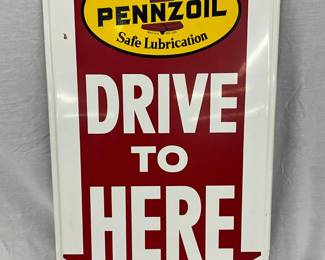 PENNZOIL
Safe Lubrication
DRIVE
TO
HERE